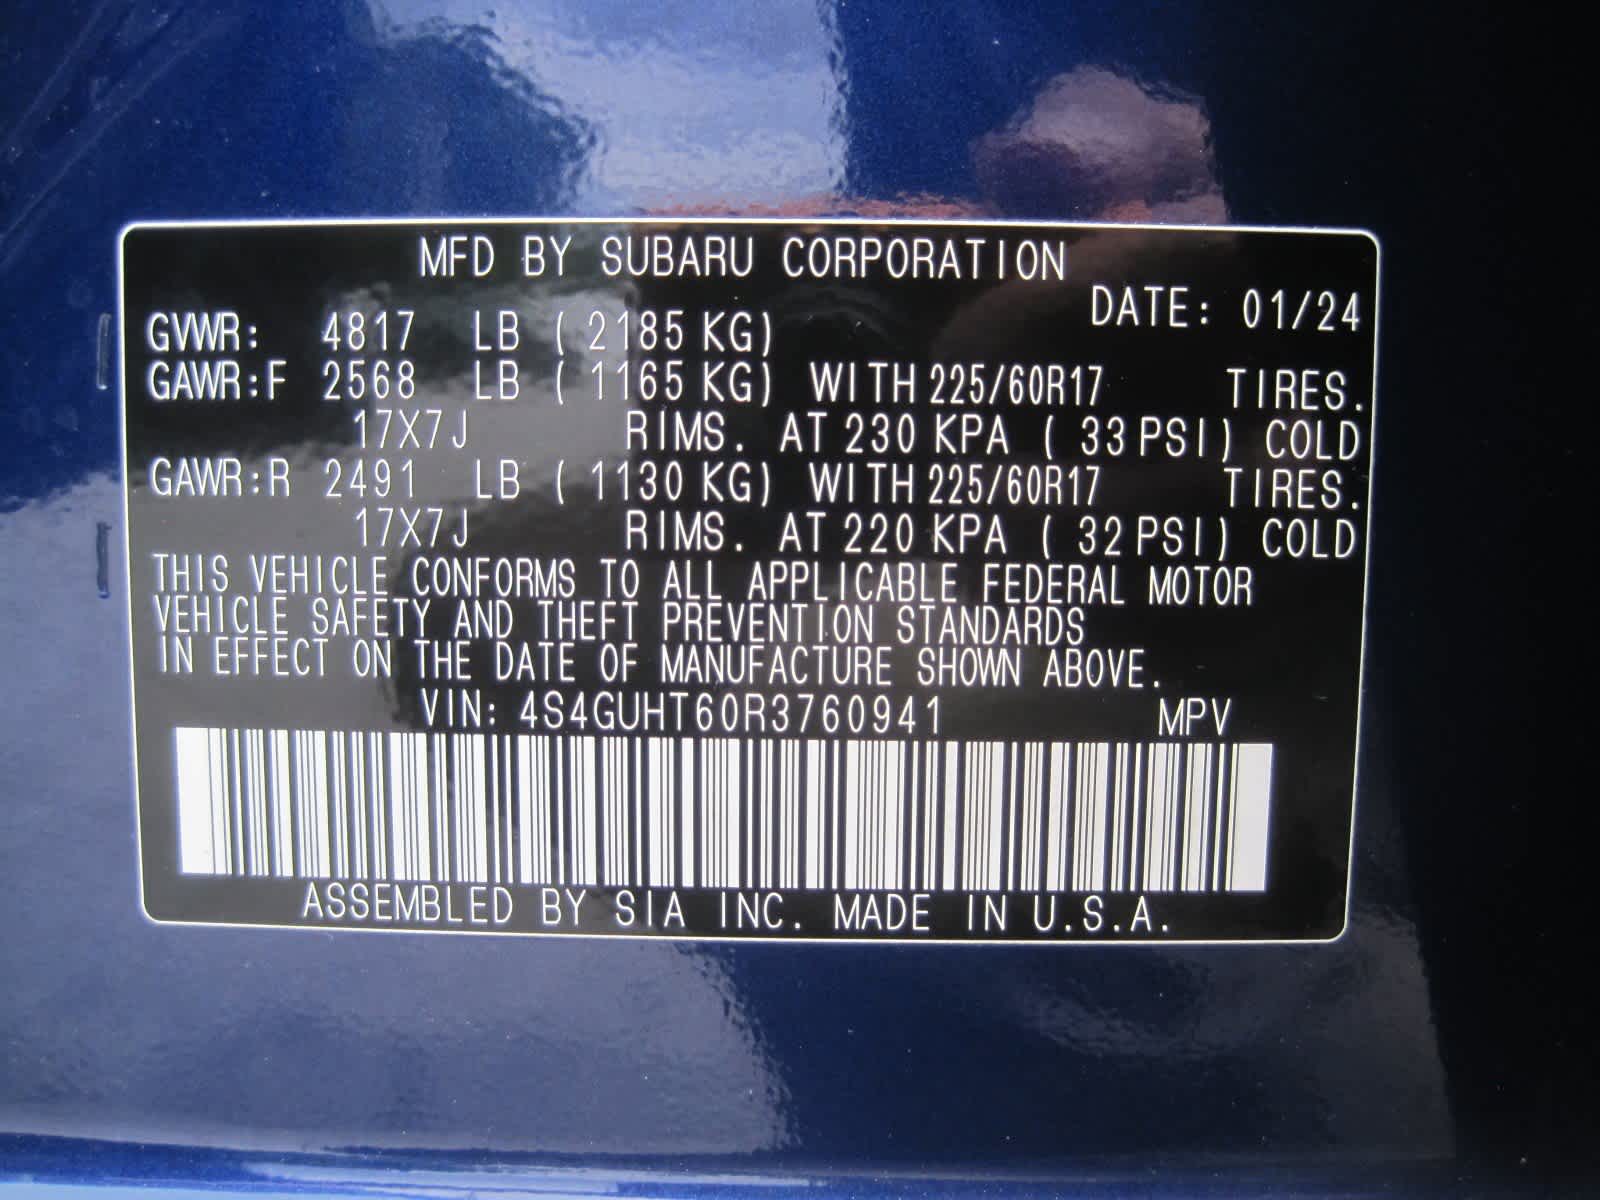 MFD BY SUBARU CORPORATION
DATE: 01/24
GVWR: 4817 LB ( 2185 KG)
GAWR:F 2568 LB ( 1165 KG) WITH 225/60R17 TIRES.
17X7J RIMS. AT 230 KPA ( 33 PSI) COLD
GAWR:R 2491 LB ( 1130 KG) WITH 225/60R17 TIRES.
17X7J RIMS. AT 220 KPA ( 32 PSI) COLD
THIS VEHICLE CONFORMS TO ALL APPLICABLE FEDERAL MOTOR
VEHICLE SAFETY AND THEFT PREVENTION STANDARDS
IN EFFECT ON THE DATE OF MANUFACTURE SHOWN ABOVE.
VIN: 4S4GUHT60R3760941 MPV
ASSEMBLED BY SIA INC. MADE IN U.S.A.